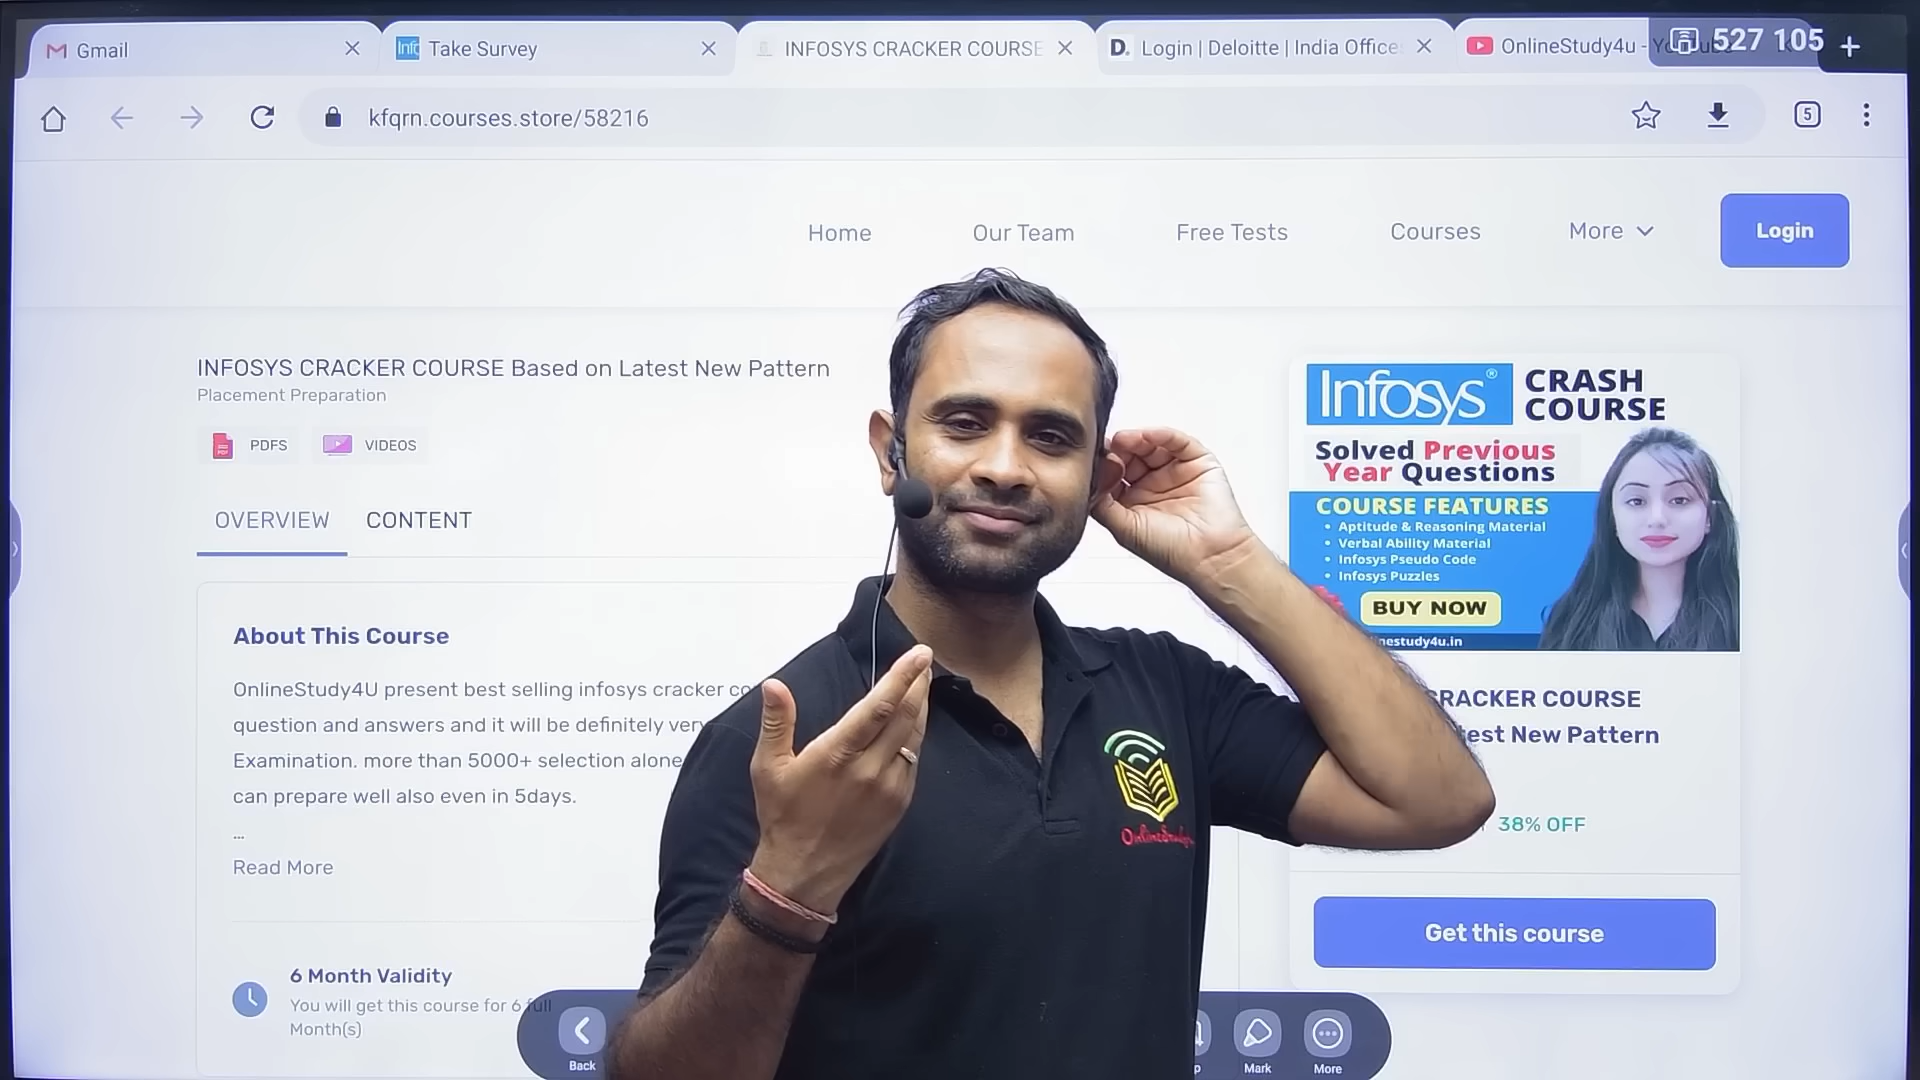 Gmail
Take Survey
INFOSYS CRACKER COURSE
D. Login | Deloitte | India Office
OnlineStudy4u -
527 105
kfqrn.courses.store/58216
5
Home
Our Team
Free Tests
Courses
More
Login
INFOSYS CRACKER COURSE Based on Latest New Pattern
Placement Preparation
PDFS
VIDEOS
OVERVIEW
CONTENT
About This Course
OnlineStudy4U present best selling infosys cracker
question and answers and it will be definitely very
Examination. more than 5000+ selection alone
can prepare well also even in 5days.
...
Read More
6 Month Validity
You will get this course for 6 full
Month(s)
Infosys® CRASH
COURSE
Solved Previous
Year Questions
COURSE FEATURES
• Aptitude & Reasoning Material
• Verbal Ability Material
• Infosys Pseudo Code
• Infosys Puzzles
BUY NOW
nestudy4u.in
CRACKER COURSE
New Pattern
38% OFF
Get this course
Back
Mark
More